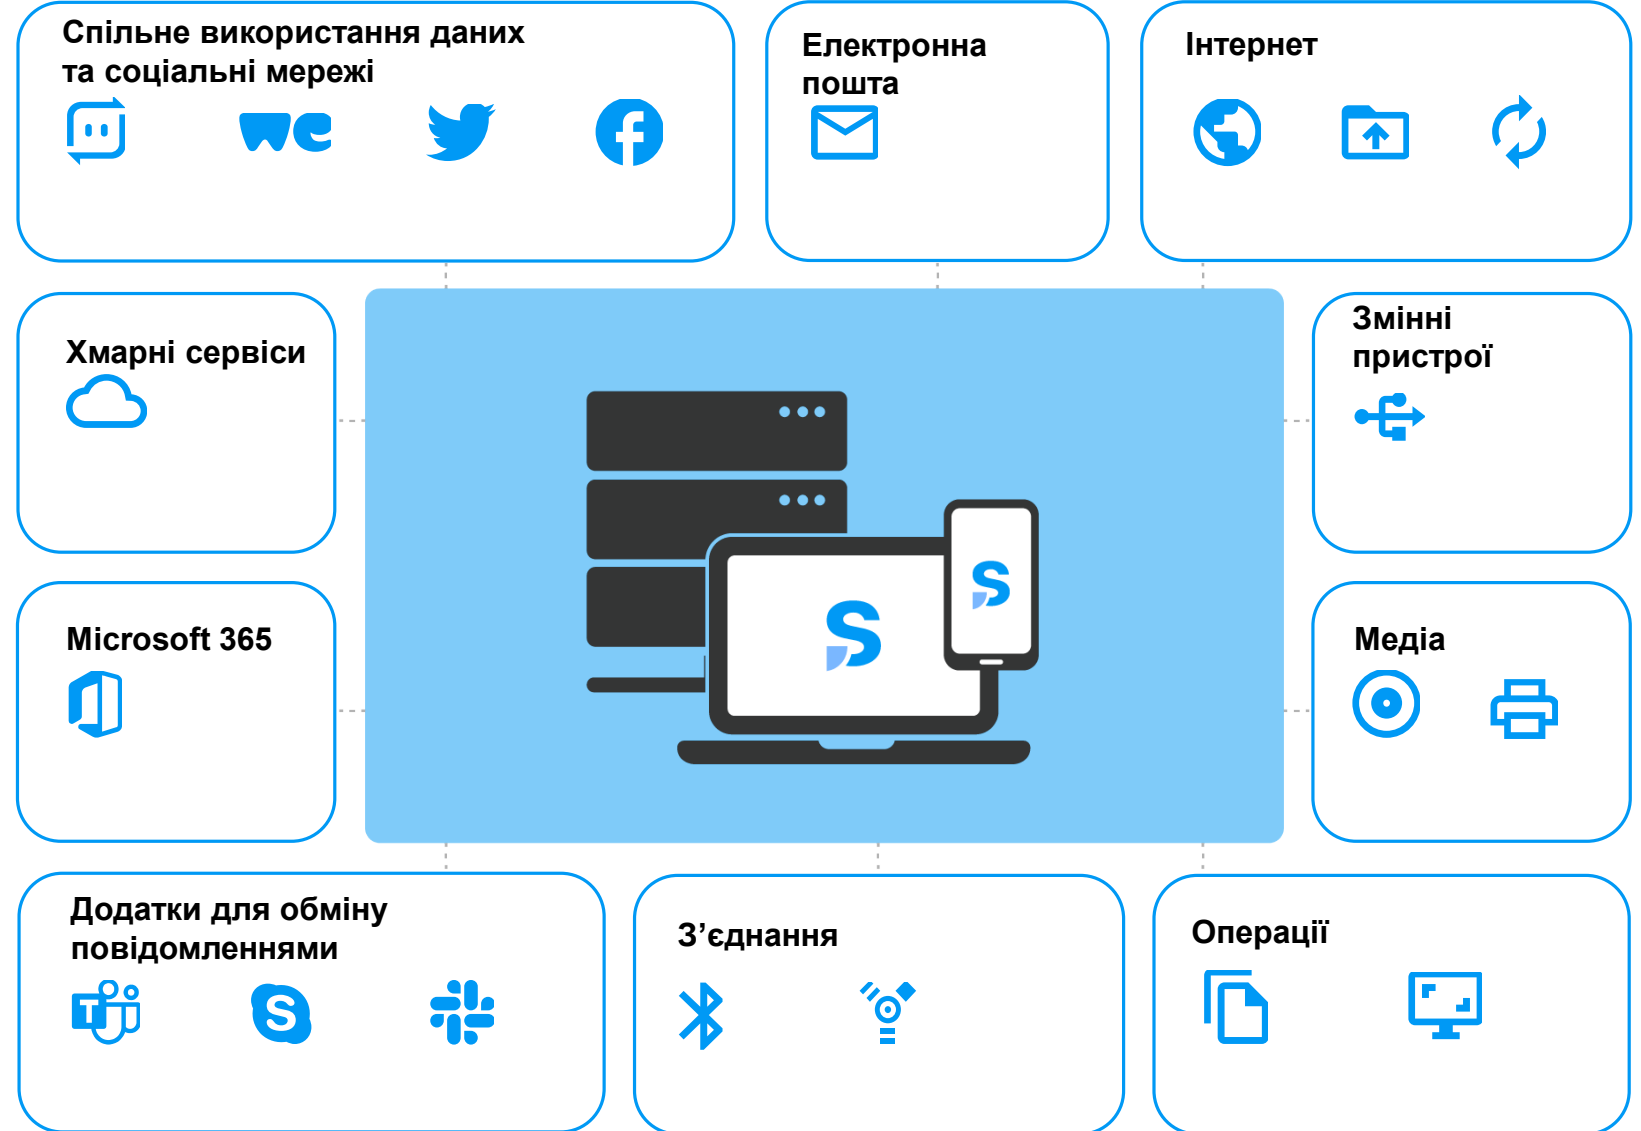 Спільне використання даних
та соціальні мережі
Електронна
пошта
Інтернет
Хмарні сервіси
Змінні
пристрої
Microsoft 365
Медіа
Додатки для обміну
повідомленнями
З’єднання
Операції